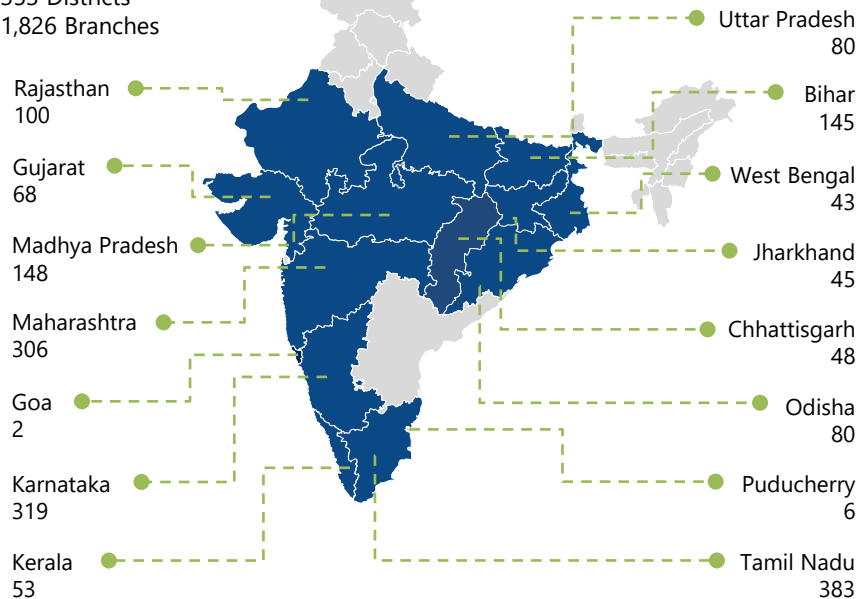 1,826 Branches
Rajasthan
100
Gujarat
68
Madhya Pradesh
148
Maharashtra
306
Goa
2
Karnataka
319
Kerala
53
Uttar Pradesh
80
Bihar
145
West Bengal
43
Jharkhand
45
Chhattisgarh
48
Odisha
80
Puducherry
6
Tamil Nadu
383